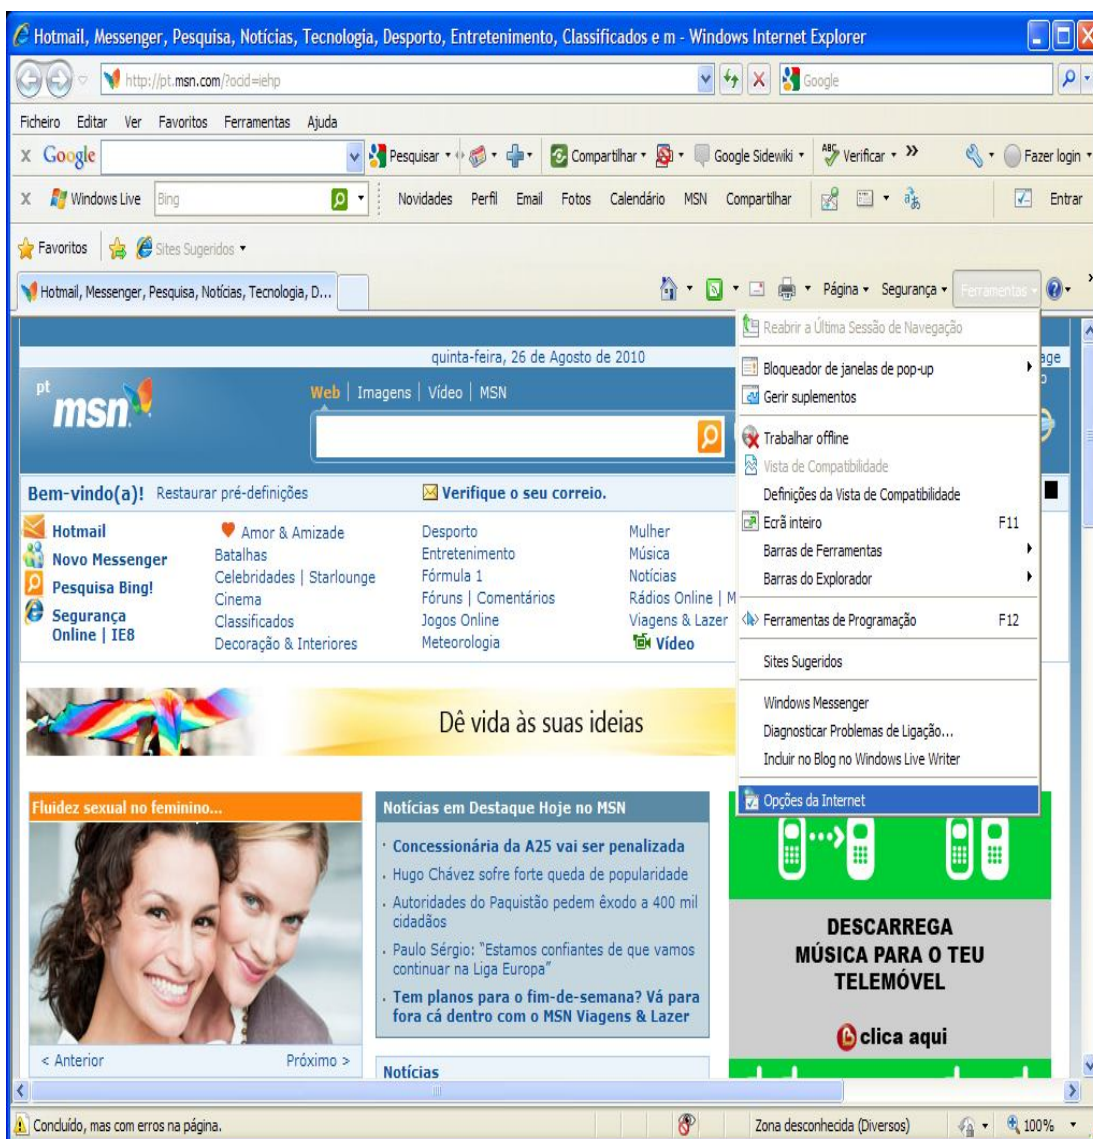 Hotmail, Messenger, Pesquisa, Notícias, Tecnologia, Desporto, Entretenimento, Classificados e m - Windows Internet Explorer
http://pt.msn.com/?ocid=iehp
Google
Ficheiro Editar Ver Favoritos Ferramentas Ajuda
x Google Pesquisar Compartilhar Google Sidewiki ABC Verificar » Fazer login
x Windows Live Bing Novidades Perfil Email Fotos Calendário MSN Compartilhar Entrar
Favoritos Sites Sugeridos
Hotmail, Messenger, Pesquisa, Notícias, Tecnologia, D... Página Segurança Ferramentas
Reabrir a Última Sessão de Navegação
Bloqueador de janelas de pop-up
Gerir suplementos
Trabalhar offline
Vista de Compatibilidade
Definições da Vista de Compatibilidade
Ecrã inteiro F11
Barras de Ferramentas
Barras do Explorador
Ferramentas de Programação F12
Sites Sugeridos
Windows Messenger
Diagnosticar Problemas de Ligação...
Incluir no Blog no Windows Live Writer
Opções da Internet
quinta-feira, 26 de Agosto de 2010
pt
msn
Web | Imagens | Vídeo | MSN
Bem-vindo(a)! Restaurar pré-definições Verifique o seu correio.
Hotmail
Novo Messenger
Pesquisa Bing!
Segurança
Online | IE8
Amor & Amizade
Batalhas
Celebridades | Starlounge
Cinema
Classificados
Decoração & Interiores
Desporto
Entretenimento
Fórmula 1
Fóruns | Comentários
Jogos Online
Meteorologia
Mulher
Música
Notícias
Rádios Online | M
Viagens & Lazer
Vídeo
Dê vida às suas ideias
Fluidez sexual no feminino...
< Anterior Próximo >
Notícias em Destaque Hoje no MSN
Concessionária da A25 vai ser penalizada
Hugo Chávez sofre forte queda de popularidade
Autoridades do Paquistão pedem êxodo a 400 mil
cidadãos
Paulo Sérgio: "Estamos confiantes de que vamos
continuar na Liga Europa"
Tem planos para o fim-de-semana? Vá para
fora cá dentro com o MSN Viagens & Lazer
Notícias
DESCARREGA
MÚSICA PARA O TEU
TELEMÓVEL
clica aqui
Concluído, mas com erros na página. Zona desconhecida (Diversos) 100%